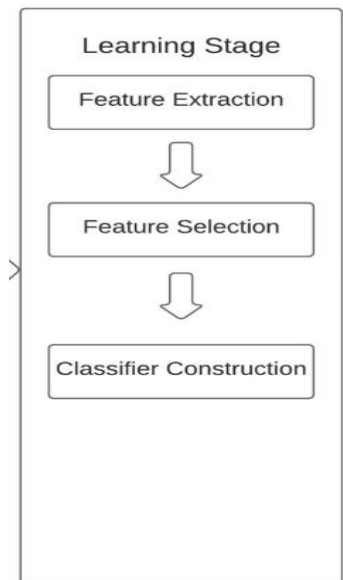 Learning Stage
Feature Extraction
Feature Selection
Classifier Construction